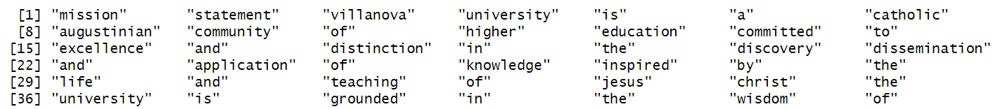 [1] "mission" "statement" "villanova" "university" "is" "a" "catholic"
[8] "augustinian" "community" "of" "higher" "education" "committed" "to"
[15] "excellence" "and" "distinction" "in" "the" "discovery" "dissemination"
[22] "and" "application" "of" "knowledge" "inspired" "by" "the"
[29] "life" "and" "teaching" "of" "jesus" "christ" "the"
[36] "university" "is" "grounded" "in" "the" "wisdom" "of"